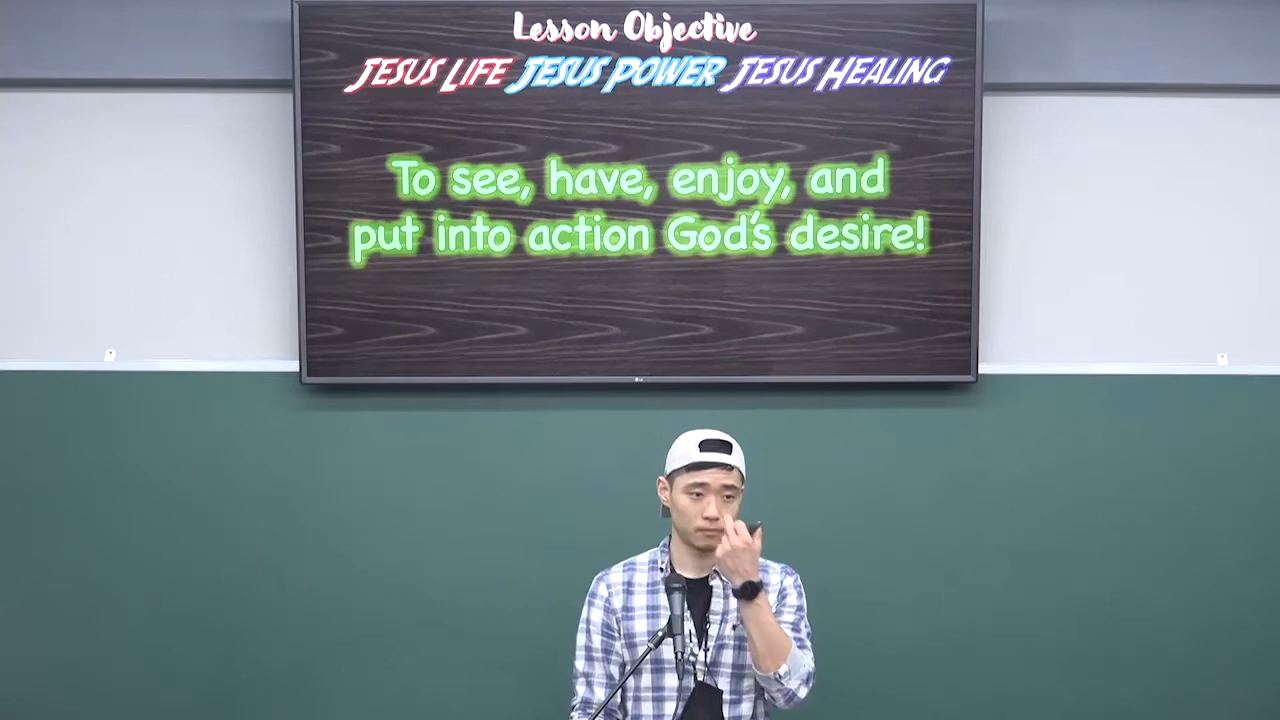 Lesson Objective
JESUS LIFE JESUS POWER JESUS HEALING
To see, have, enjoy, and
put into action God's desire!